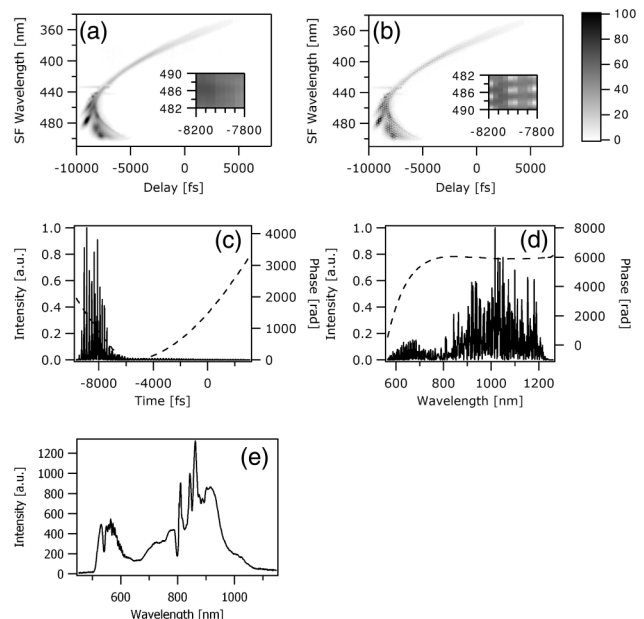 (a)
SF Wavelength [nm]
360
400
440
480
490
486
482
-8200 -7800
-10000 -5000 0 5000
Delay [fs]
(b)
SF Wavelength [nm]
360
400
440
480
482
486
490
-8200 -7800
-10000 -5000 0 5000
Delay [fs]
100
80
60
40
20
0
(c)
Intensity [a.u.]
1.0
0.8
0.6
0.4
0.2
0.0
4000
3000
2000
1000
0
Phase [rad]
-8000 -4000 0
Time [fs]
(d)
Intensity [a.u.]
1.0
0.8
0.6
0.4
0.2
0.0
8000
6000
4000
2000
0
Phase [rad]
600 800 1000 1200
Wavelength [nm]
(e)
Intensity [a.u.]
1200
1000
800
600
400
200
0
600 800 1000
Wavelength [nm]